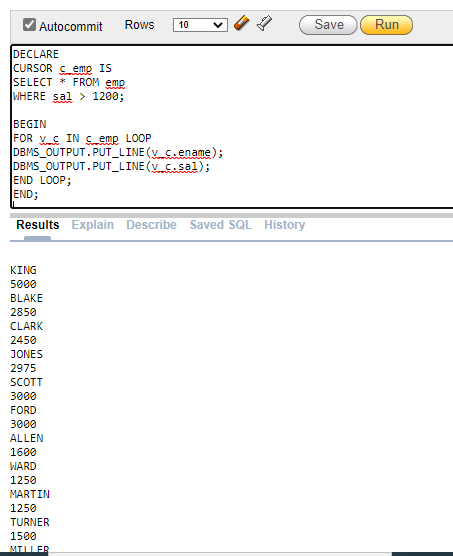 Autocommit Rows 10 Save Run
DECLARE
CURSOR c_emp IS
SELECT * FROM emp
WHERE sal > 1200;
BEGIN
FOR v_c IN c_emp LOOP
DBMS_OUTPUT.PUT_LINE(v_c.ename);
DBMS_OUTPUT.PUT_LINE(v_c.sal);
END LOOP;
END;
Results Explain Describe Saved SQL History
KING
5000
BLAKE
2850
CLARK
2450
JONES
2975
SCOTT
3000
FORD
3000
ALLEN
1600
WARD
1250
MARTIN
1250
TURNER
1500
MILLER